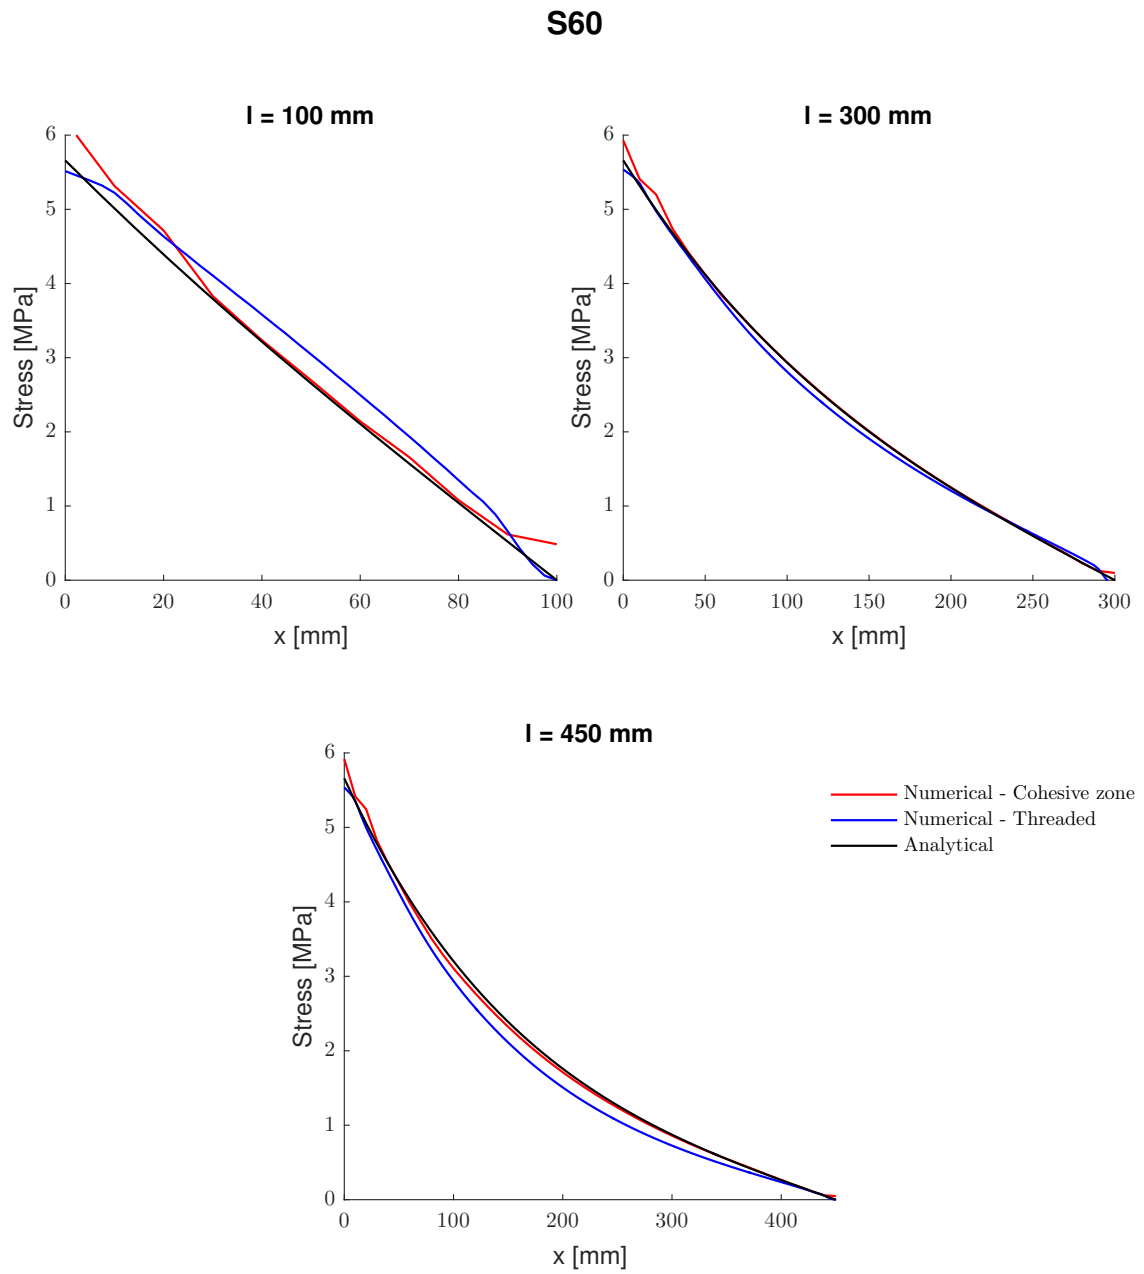 S60
l = 100 mm
6
5
4
3
2
1
0
Stress [MPa]
0 20 40 60 80 100
x [mm]
l = 300 mm
6
5
4
3
2
1
0
Stress [MPa]
0 50 100 150 200 250 300
x [mm]
l = 450 mm
6
5
4
3
2
1
0
Stress [MPa]
0 100 200 300 400
x [mm]
Numerical - Cohesive zone
Numerical - Threaded
Analytical